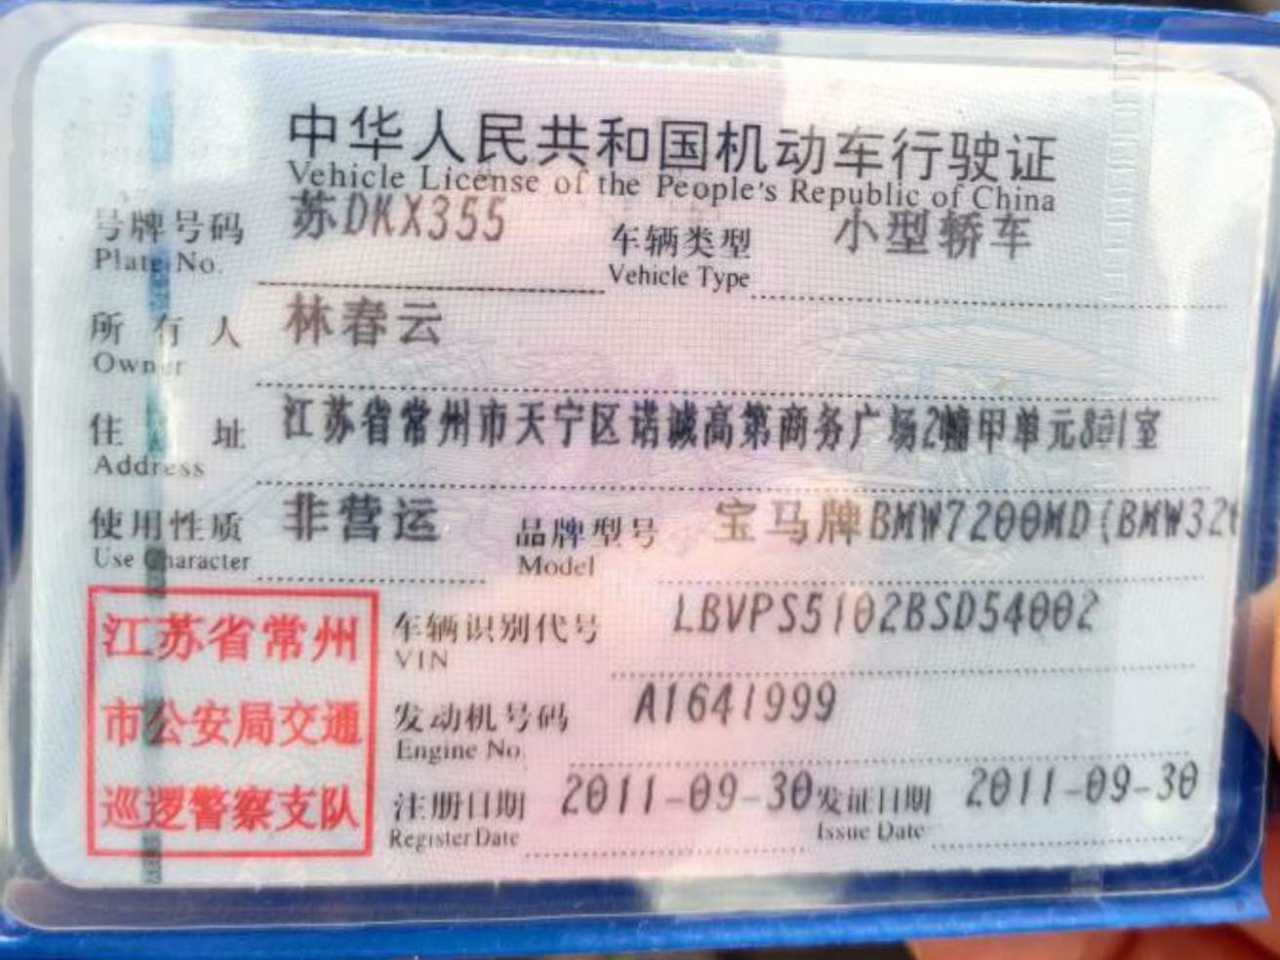 中华人民共和国机动车行驶证
Vehicle License of the People's Republic of China
号牌号码 苏DKX355 车辆类型 小型轿车
Plate No. Vehicle Type
所有人 林春云
Owner
住址 江苏省常州市天宁区诺诚高第商务广场2幢甲单元801室
Address
使用性质 非营运 品牌型号 宝马牌BMW7200MD(BMW320
Use Character Model
江苏省常州 车辆识别代号 LBVPS5102BSD54002
VIN
市公安局交通 发动机号码 A1641999
Engine No.
巡逻警察支队 注册日期 2011-09-30 发证日期 2011-09-30
Register Date Issue Date